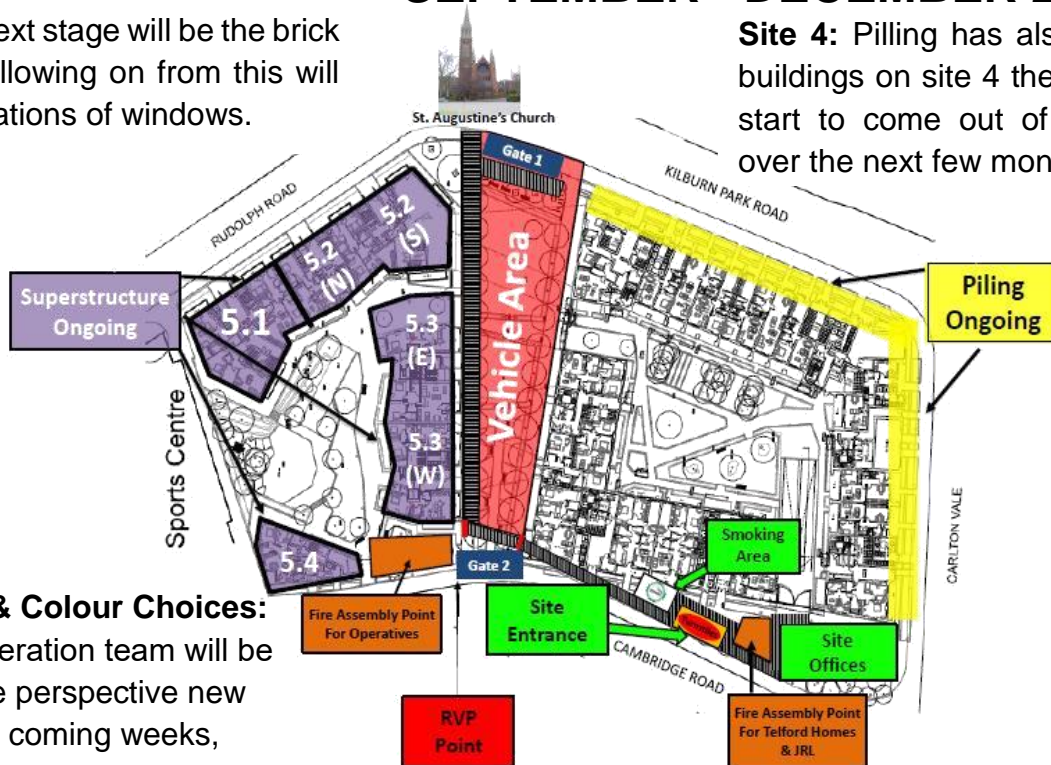 SEPTEMBER - DECEMBER
ext stage will be the brick
llowing on from this will
ations of windows.
Site 4: Pilling has als
buildings on site 4 the
start to come out of
over the next few mon
St. Augustine's Church
Gate 1
KILBURN PARK ROAD
RUDOLPH ROAD
5.2
(S)
5.2
(N)
5.1
Superstructure
Ongoing
Vehicle Area
Piling
Ongoing
5.3
(E)
5.3
(W)
Sports Centre
5.4
Gate 2
Smoking
Area
CARLTON VALE
& Colour Choices:
eration team will be
e perspective new
coming weeks,
Fire Assembly Point
For Operatives
Site
Entrance
CAMBRIDGE ROAD
Site
Offices
RVP
Point
Fire Assembly Point
For Telford Homes
& JRL